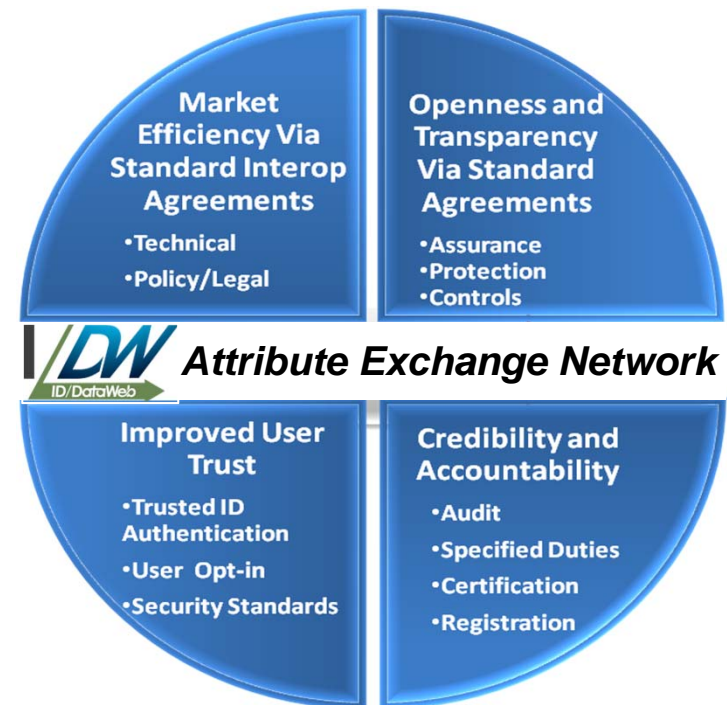 Market
Efficiency Via
Standard Interop
Agreements
•Technical
•Policy/Legal
Openness and
Transparency
Via Standard
Agreements
•Assurance
•Protection
•Controls
I/DW
ID/DataWeb
Attribute Exchange Network
Improved User
Trust
•Trusted ID
Authentication
•User Opt-in
•Security Standards
Credibility and
Accountability
•Audit
•Specified Duties
•Certification
•Registration